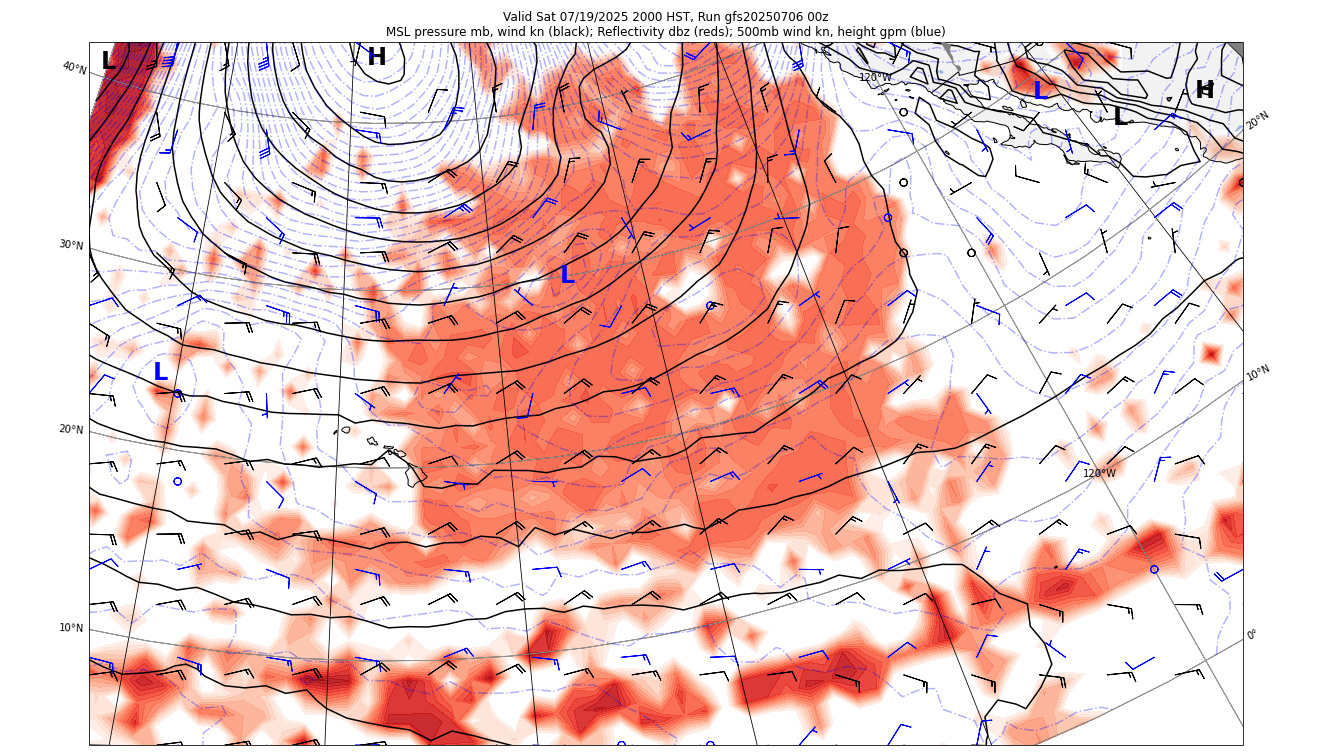 Valid Sat 07/19/2025 2000 HST, Run gfs20250706 00z
MSL pressure mb, wind kn (black); Reflectivity dbz (reds); 500mb wind kn, height gpm (blue)
L
H
40°N
120°W
L
H
L
20°N
30°N
L
L
10°N
20°N
120°W
10°N
0°